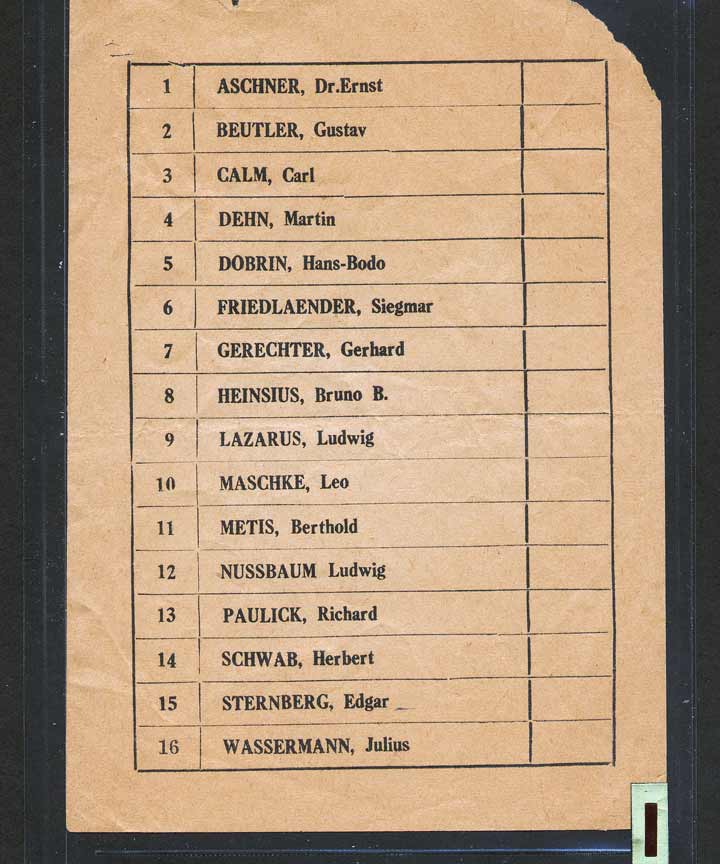 1 ASCHNER, Dr.Ernst
2 BEUTLER, Gustav
3 CALM, Carl
4 DEHN, Martin
5 DOBRIN, Hans-Bodo
6 FRIEDLAENDER, Siegmar
7 GERECHTER, Gerhard
8 HEINSIUS, Bruno B.
9 LAZARUS, Ludwig
10 MASCHKE, Leo
11 METIS, Berthold
12 NUSSBAUM Ludwig
13 PAULICK, Richard
14 SCHWAB, Herbert
15 STERNBERG, Edgar
16 WASSERMANN, Julius